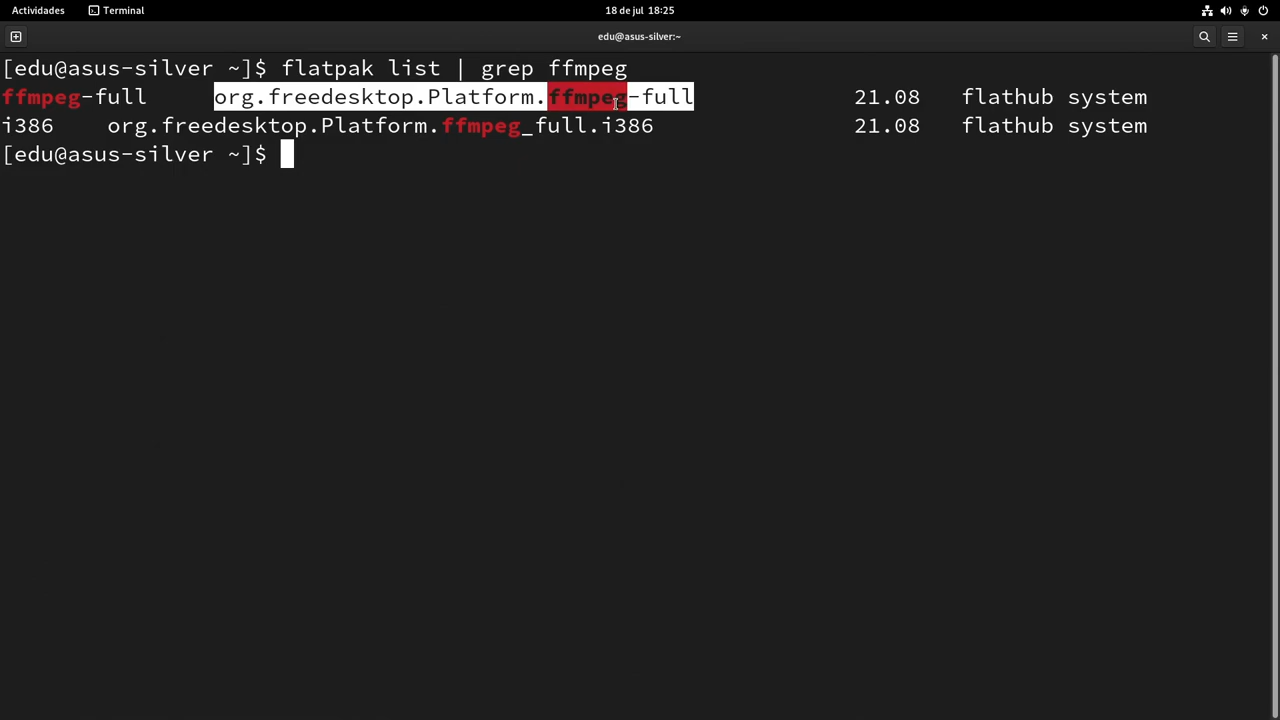 Actividades Terminal 18 de jul 18:25
edu@asus-silver:~
[edu@asus-silver ~]$ flatpak list | grep ffmpeg
ffmpeg-full org.freedesktop.Platform.ffmpeg-full 21.08 flathub system
i386 org.freedesktop.Platform.ffmpeg_full.i386 21.08 flathub system
[edu@asus-silver ~]$